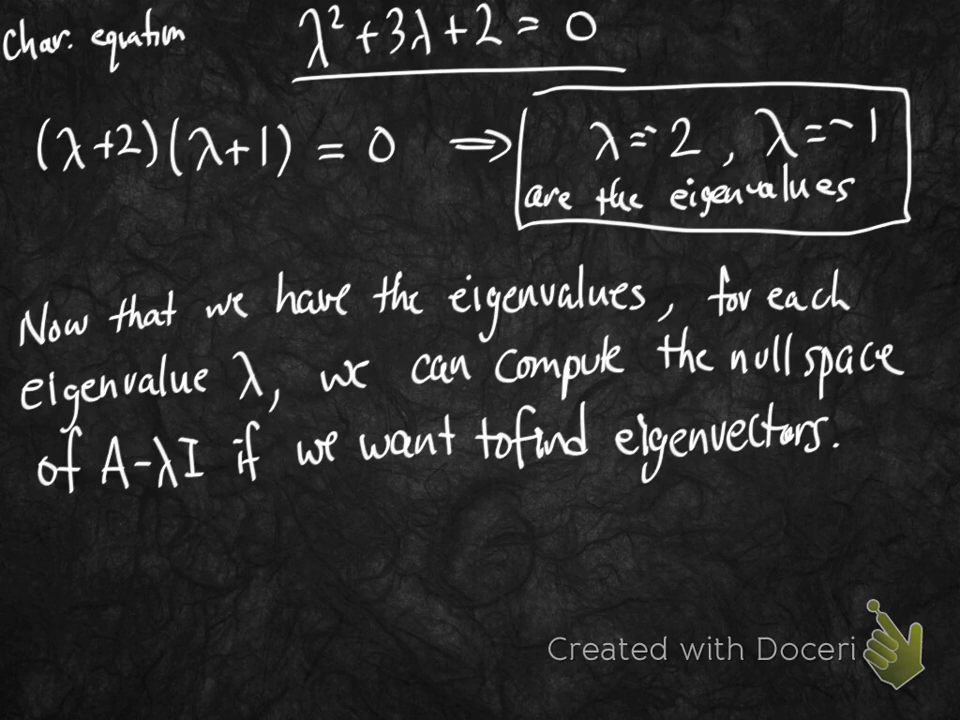 Char. equation λ² + 3λ + 2 = 0
(λ+2)(λ+1) = 0 ⇒ λ = -2, λ = -1
are the eigenvalues
Now that we have the eigenvalues, for each
eigenvalue λ, we can compute the null space
of A-λI if we want to find eigenvectors.
Created with Doceri